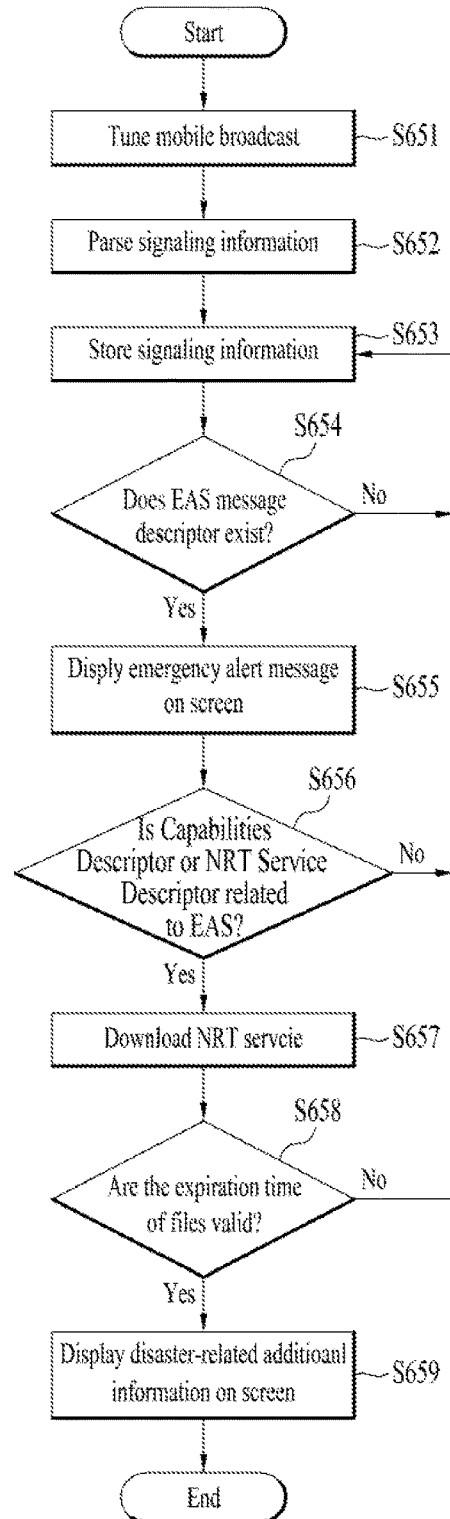 Start
Tune mobile broadcast
S651
Parse signaling information
S652
S653
Store signaling information
S654
Does EAS message
descriptor exist?
No
Yes
Disply emergency alert message
on screen
S655
S656
Is Capabilities
Descriptor or NRT Service
Descriptor related
to EAS?
No
Yes
Download NRT servcie
S657
S658
Are the expiration time
of files valid?
No
Yes
Display disaster-related additioaul
information on screen
S659
End